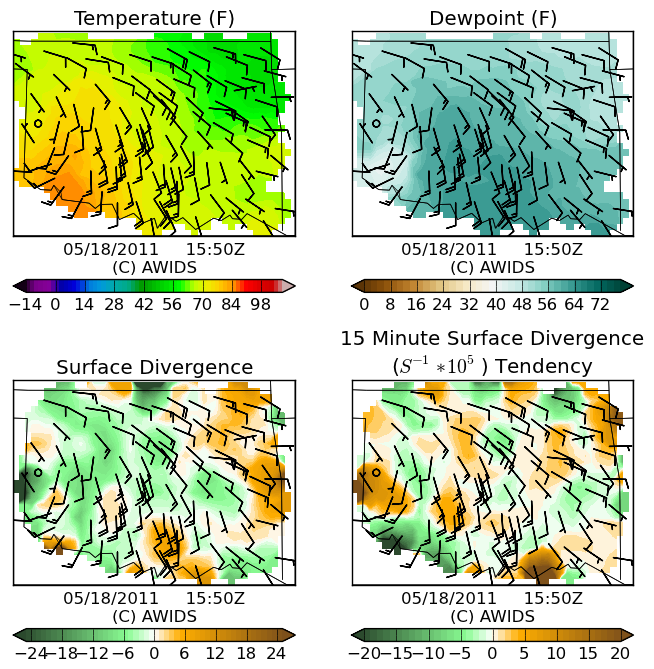 Temperature (F)
Dewpoint (F)
05/18/2011 15:50Z
(C) AWIDS
05/18/2011 15:50Z
(C) AWIDS
−14 0 14 28 42 56 70 84 98
0 8 16 24 32 40 48 56 64 72
Surface Divergence
15 Minute Surface Divergence
(S⁻¹ *10⁵ ) Tendency
05/18/2011 15:50Z
(C) AWIDS
05/18/2011 15:50Z
(C) AWIDS
−24 −18 −12 −6 0 6 12 18 24
−20 −15 −10 −5 0 5 10 15 20